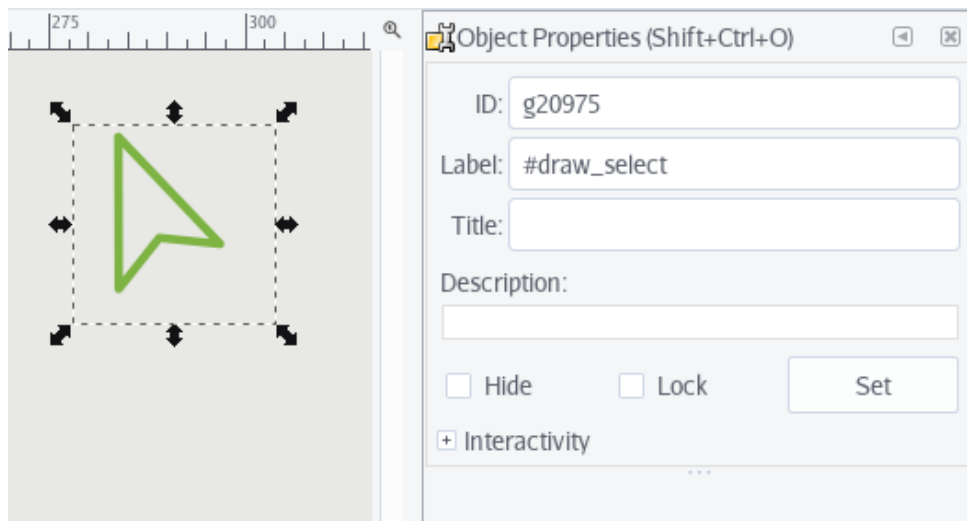 275
300
Object Properties (Shift+Ctrl+O)
ID: g20975
Label: #draw_select
Title:
Description:
Hide
Lock
Set
Interactivity